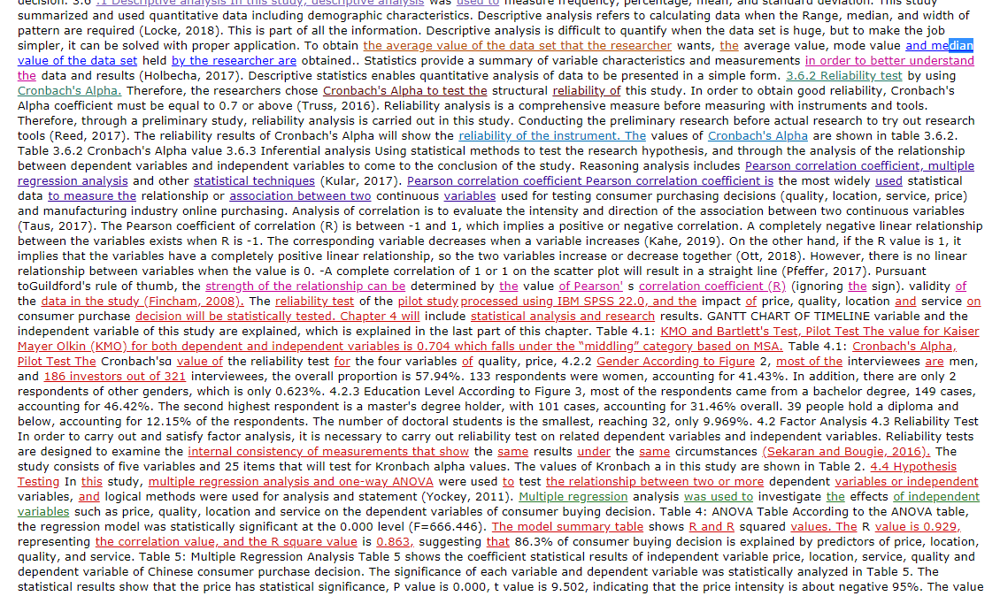 decision. 3.6 .1 Descriptive analysis In this study, descriptive analysis was used to measure frequency, percentage, mean, and standard deviation. This study
summarized and used quantitative data including demographic characteristics. Descriptive analysis refers to calculating data when the Range, median, and width of
pattern are required (Locke, 2018). This is part of all the information. Descriptive analysis is difficult to quantify when the data set is huge, but to make the job
simpler, it can be solved with proper application. To obtain the average value of the data set that the researcher wants, the average value, mode value and median
value of the data set held by the researcher are obtained.. Statistics provide a summary of variable characteristics and measurements in order to better understand
the data and results (Holbecha, 2017). Descriptive statistics enables quantitative analysis of data to be presented in a simple form. 3.6.2 Reliability test by using
Cronbach's Alpha. Therefore, the researchers chose Cronbach's Alpha to test the structural reliability of this study. In order to obtain good reliability, Cronbach's
Alpha coefficient must be equal to 0.7 or above (Truss, 2016). Reliability analysis is a comprehensive measure before measuring with instruments and tools.
Therefore, through a preliminary study, reliability analysis is carried out in this study. Conducting the preliminary research before actual research to try out research
tools (Reed, 2017). The reliability results of Cronbach's Alpha will show the reliability of the instrument. The values of Cronbach's Alpha are shown in table 3.6.2.
Table 3.6.2 Cronbach's Alpha value 3.6.3 Inferential analysis Using statistical methods to test the research hypothesis, and through the analysis of the relationship
between dependent variables and independent variables to come to the conclusion of the study. Reasoning analysis includes Pearson correlation coefficient, multiple
regression analysis and other statistical techniques (Kular, 2017). Pearson correlation coefficient Pearson correlation coefficient is the most widely used statistical
data to measure the relationship or association between two continuous variables used for testing consumer purchasing decisions (quality, location, service, price)
and manufacturing industry online purchasing. Analysis of correlation is to evaluate the intensity and direction of the association between two continuous variables
(Taus, 2017). The Pearson coefficient of correlation (R) is between -1 and 1, which implies a positive or negative correlation. A completely negative linear relationship
between the variables exists when R is -1. The corresponding variable decreases when a variable increases (Kahe, 2019). On the other hand, if the R value is 1, it
implies that the variables have a completely positive linear relationship, so the two variables increase or decrease together (Ott, 2018). However, there is no linear
relationship between variables when the value is 0. -A complete correlation of 1 or 1 on the scatter plot will result in a straight line (Pfeffer, 2017). Pursuant
toGuildford's rule of thumb, the strength of the relationship can be determined by the value of Pearson' s correlation coefficient (R) (ignoring the sign). validity of
the data in the study (Fincham, 2008). The reliability test of the pilot study processed using IBM SPSS 22.0, and the impact of price, quality, location and service on
consumer purchase decision will be statistically tested. Chapter 4 will include statistical analysis and research results. GANTT CHART OF TIMELINE variable and the
independent variable of this study are explained, which is explained in the last part of this chapter. Table 4.1: KMO and Bartlett's Test, Pilot Test The value for Kaiser
Mayer Olkin (KMO) for both dependent and independent variables is 0.704 which falls under the “middling” category based on MSA. Table 4.1: Cronbach's Alpha,
Pilot Test The Cronbach'sα value of the reliability test for the four variables of quality, price, 4.2.2 Gender According to Figure 2, most of the interviewees are men,
and 186 investors out of 321 interviewees, the overall proportion is 57.94%. 133 respondents were women, accounting for 41.43%. In addition, there are only 2
respondents of other genders, which is only 0.623%. 4.2.3 Education Level According to Figure 3, most of the respondents came from a bachelor degree, 149 cases,
accounting for 46.42%. The second highest respondent is a master's degree holder, with 101 cases, accounting for 31.46% overall. 39 people hold a diploma and
below, accounting for 12.15% of the respondents. The number of doctoral students is the smallest, reaching 32, only 9.969%. 4.2 Factor Analysis 4.3 Reliability Test
In order to carry out and satisfy factor analysis, it is necessary to carry out reliability test on related dependent variables and independent variables. Reliability tests
are designed to examine the internal consistency of measurements that show the same results under the same circumstances (Sekaran and Bougie, 2016). The
study consists of five variables and 25 items that will test for Kronbach alpha values. The values of Kronbach a in this study are shown in Table 2. 4.4 Hypothesis
Testing In this study, multiple regression analysis and one-way ANOVA were used to test the relationship between two or more dependent variables or independent
variables, and logical methods were used for analysis and statement (Yockey, 2011). Multiple regression analysis was used to investigate the effects of independent
variables such as price, quality, location and service on the dependent variables of consumer buying decision. Table 4: ANOVA Table According to the ANOVA table,
the regression model was statistically significant at the 0.000 level (F=666.446). The model summary table shows R and R squared values. The R value is 0.929,
representing the correlation value, and the R square value is 0.863, suggesting that 86.3% of consumer buying decision is explained by predictors of price, location,
quality, and service. Table 5: Multiple Regression Analysis Table 5 shows the coefficient statistical results of independent variable price, location, service, quality and
dependent variable of Chinese consumer purchase decision. The significance of each variable and dependent variable was statistically analyzed in Table 5. The
statistical results show that the price has statistical significance, P value is 0.000, t value is 9.502, indicating that the price intensity is about negative 95%. The value